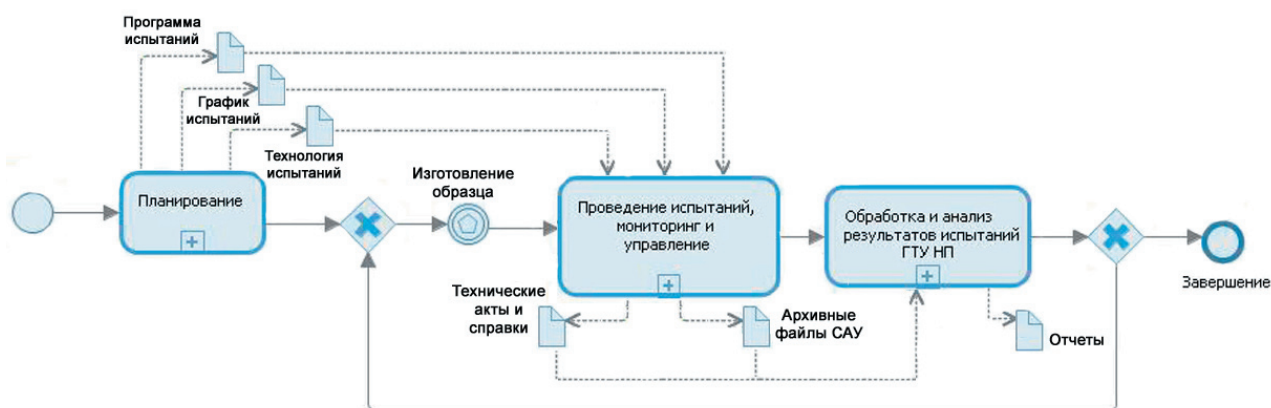 Программа
испытаний
График
испытаний
Технология
испытаний
Планирование
Изготовление
образца
Проведение испытаний,
мониторинг и
управление
Обработка и анализ
результатов испытаний
ГТУ НП
Завершение
Технические
акты и
справки
Архивные
файлы САУ
Отчеты